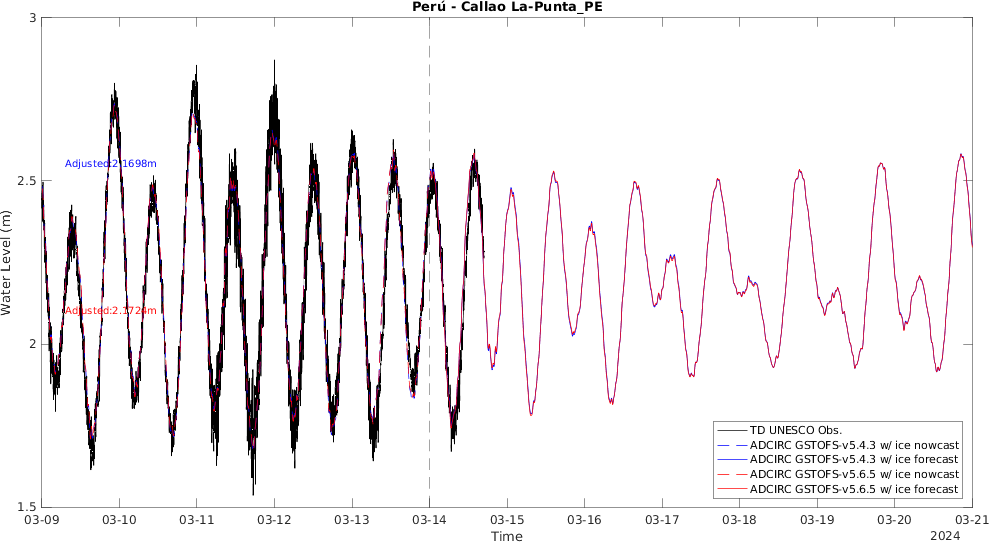 Perú - Callao La-Punta_PE
3
2.5
2
1.5
Water Level (m)
Adjusted:2.1698m
Adjusted:2.1724m
TD UNESCO Obs.
ADCIRC GSTOFS-v5.4.3 w/ ice nowcast
ADCIRC GSTOFS-v5.4.3 w/ ice forecast
ADCIRC GSTOFS-v5.6.5 w/ ice nowcast
ADCIRC GSTOFS-v5.6.5 w/ ice forecast
03-09 03-10 03-11 03-12 03-13 03-14 03-15 03-16 03-17 03-18 03-19 03-20 03-21
Time
2024